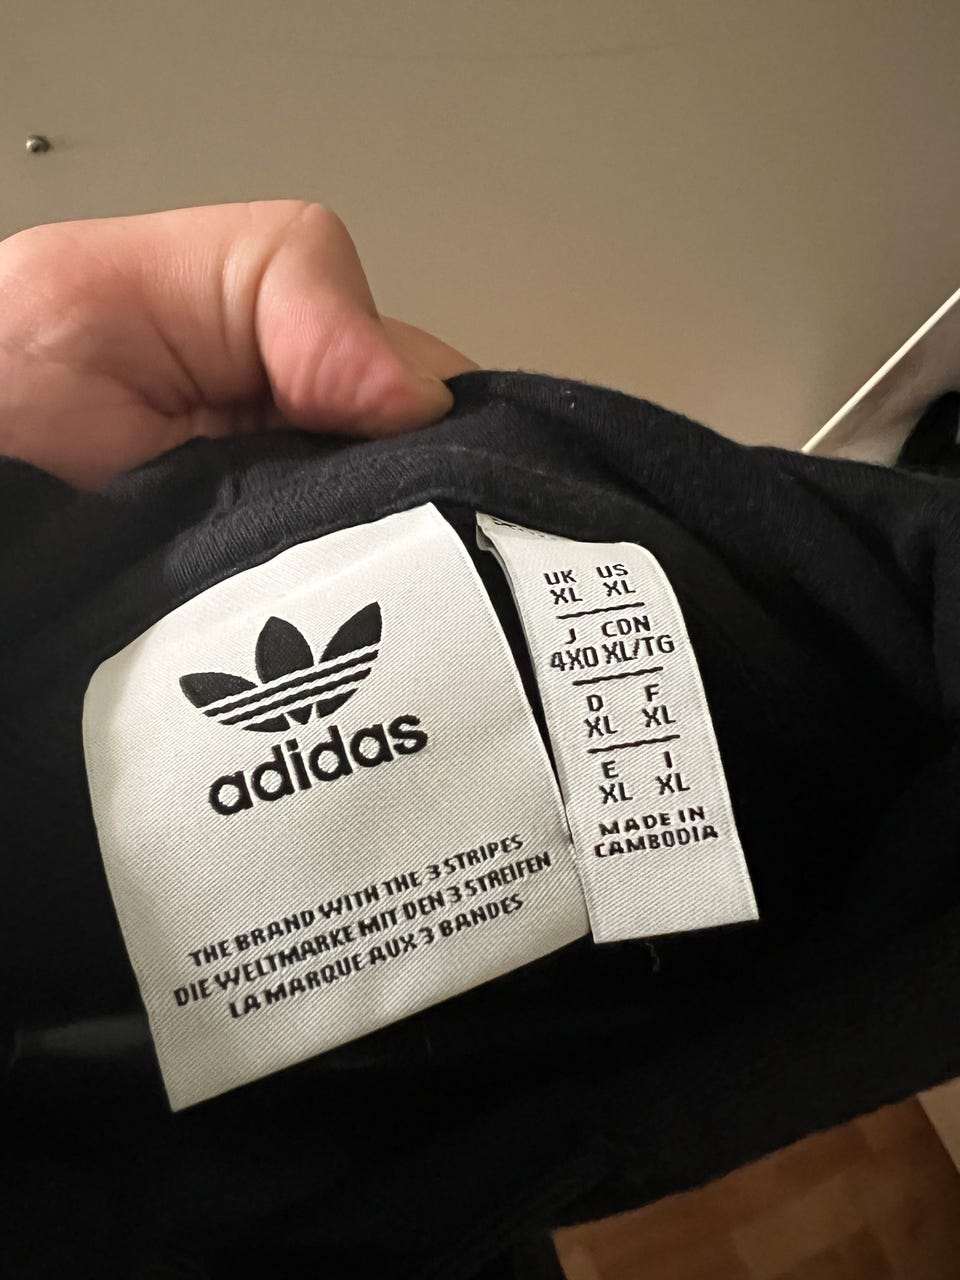 adidas
THE BRAND WITH THE 3 STRIPES
DIE WELTMARKE MIT DEN 3 STREIFEN
LA MARQUE AUX 3 BANDES
UK US
XL XL
J CDN
4XO XL/TG
D F
XL XL
E I
XL XL
MADE IN
CAMBODIA